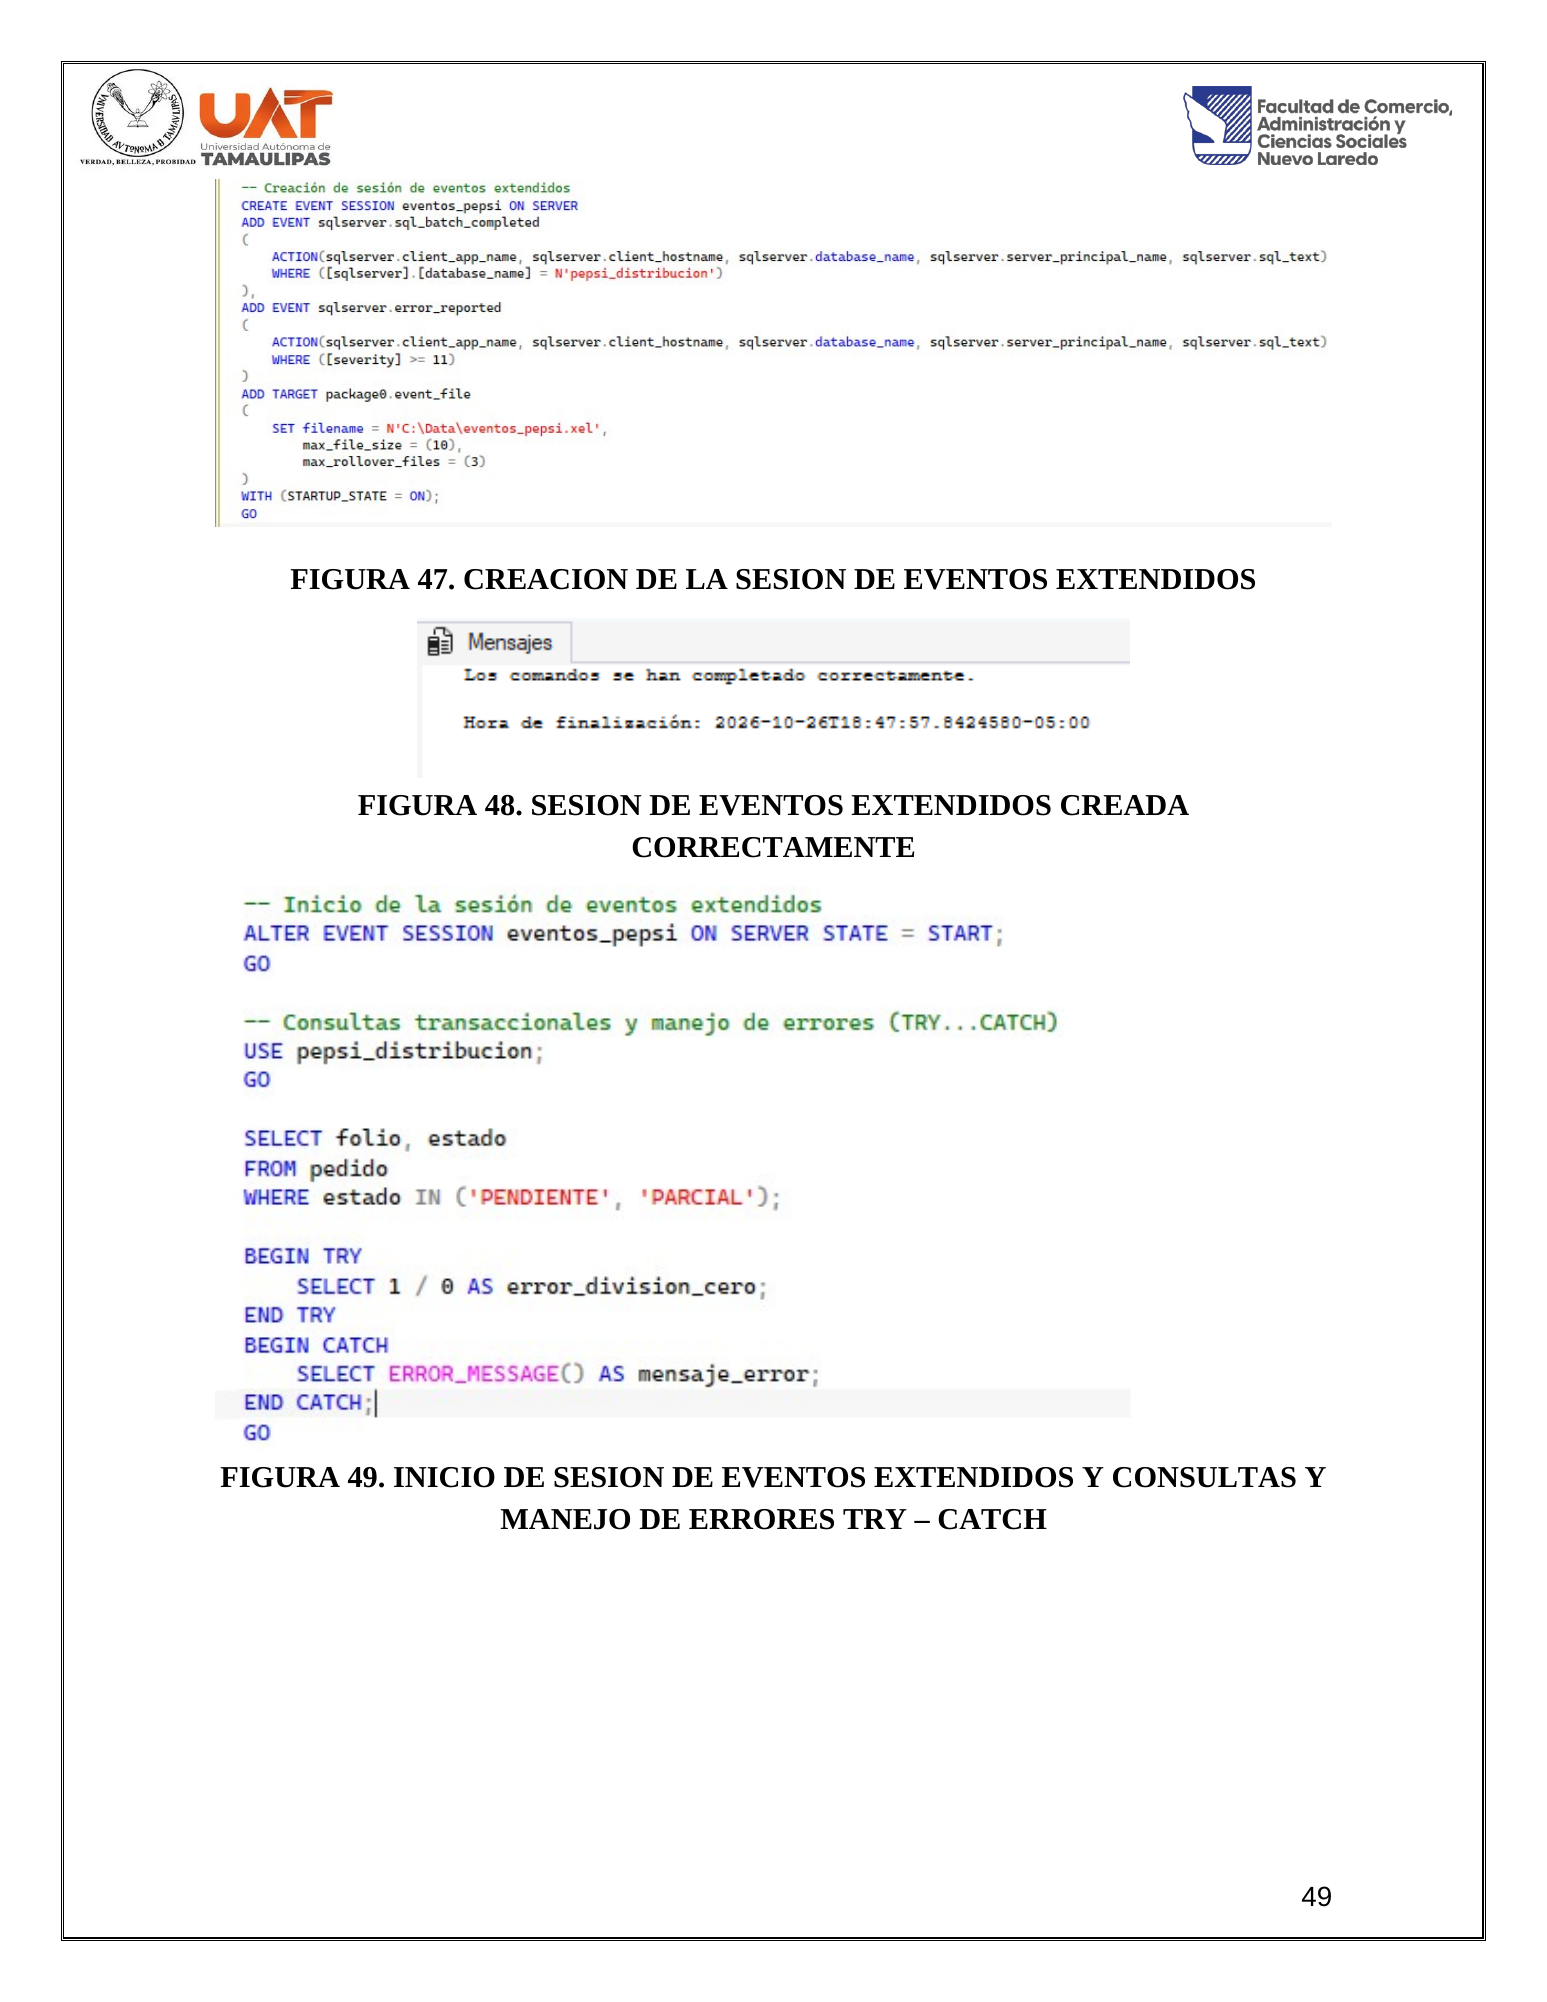 UNIVERSIDAD AVTONOMA D TAMAVLIPAS
VERDAD, BELLEZA, PROBIDAD
UAT
Universidad Autónoma de
TAMAULIPAS
Facultad de Comercio,
Administración y
Ciencias Sociales
Nuevo Laredo
-- Creación de sesión de eventos extendidos
CREATE EVENT SESSION eventos_pepsi ON SERVER
ADD EVENT sqlserver.sql_batch_completed
(
    ACTION(sqlserver.client_app_name, sqlserver.client_hostname, sqlserver.database_name, sqlserver.server_principal_name, sqlserver.sql_text)
    WHERE ([sqlserver].[database_name] = N'pepsi_distribucion')
),
ADD EVENT sqlserver.error_reported
(
    ACTION(sqlserver.client_app_name, sqlserver.client_hostname, sqlserver.database_name, sqlserver.server_principal_name, sqlserver.sql_text)
    WHERE ([severity] >= 11)
)
ADD TARGET package0.event_file
(
    SET filename = N'C:\Data\eventos_pepsi.xel',
        max_file_size = (10),
        max_rollover_files = (3)
)
WITH (STARTUP_STATE = ON);
GO
FIGURA 47. CREACION DE LA SESION DE EVENTOS EXTENDIDOS
Mensajes
Los comandos se han completado correctamente.
Hora de finalización: 2026-10-26T18:47:57.8424580-05:00
FIGURA 48. SESION DE EVENTOS EXTENDIDOS CREADA
CORRECTAMENTE
-- Inicio de la sesión de eventos extendidos
ALTER EVENT SESSION eventos_pepsi ON SERVER STATE = START;
GO
-- Consultas transaccionales y manejo de errores (TRY...CATCH)
USE pepsi_distribucion;
GO
SELECT folio, estado
FROM pedido
WHERE estado IN ('PENDIENTE', 'PARCIAL');
BEGIN TRY
    SELECT 1 / 0 AS error_division_cero;
END TRY
BEGIN CATCH
    SELECT ERROR_MESSAGE() AS mensaje_error;
END CATCH;
GO
FIGURA 49. INICIO DE SESION DE EVENTOS EXTENDIDOS Y CONSULTAS Y
MANEJO DE ERRORES TRY – CATCH
49